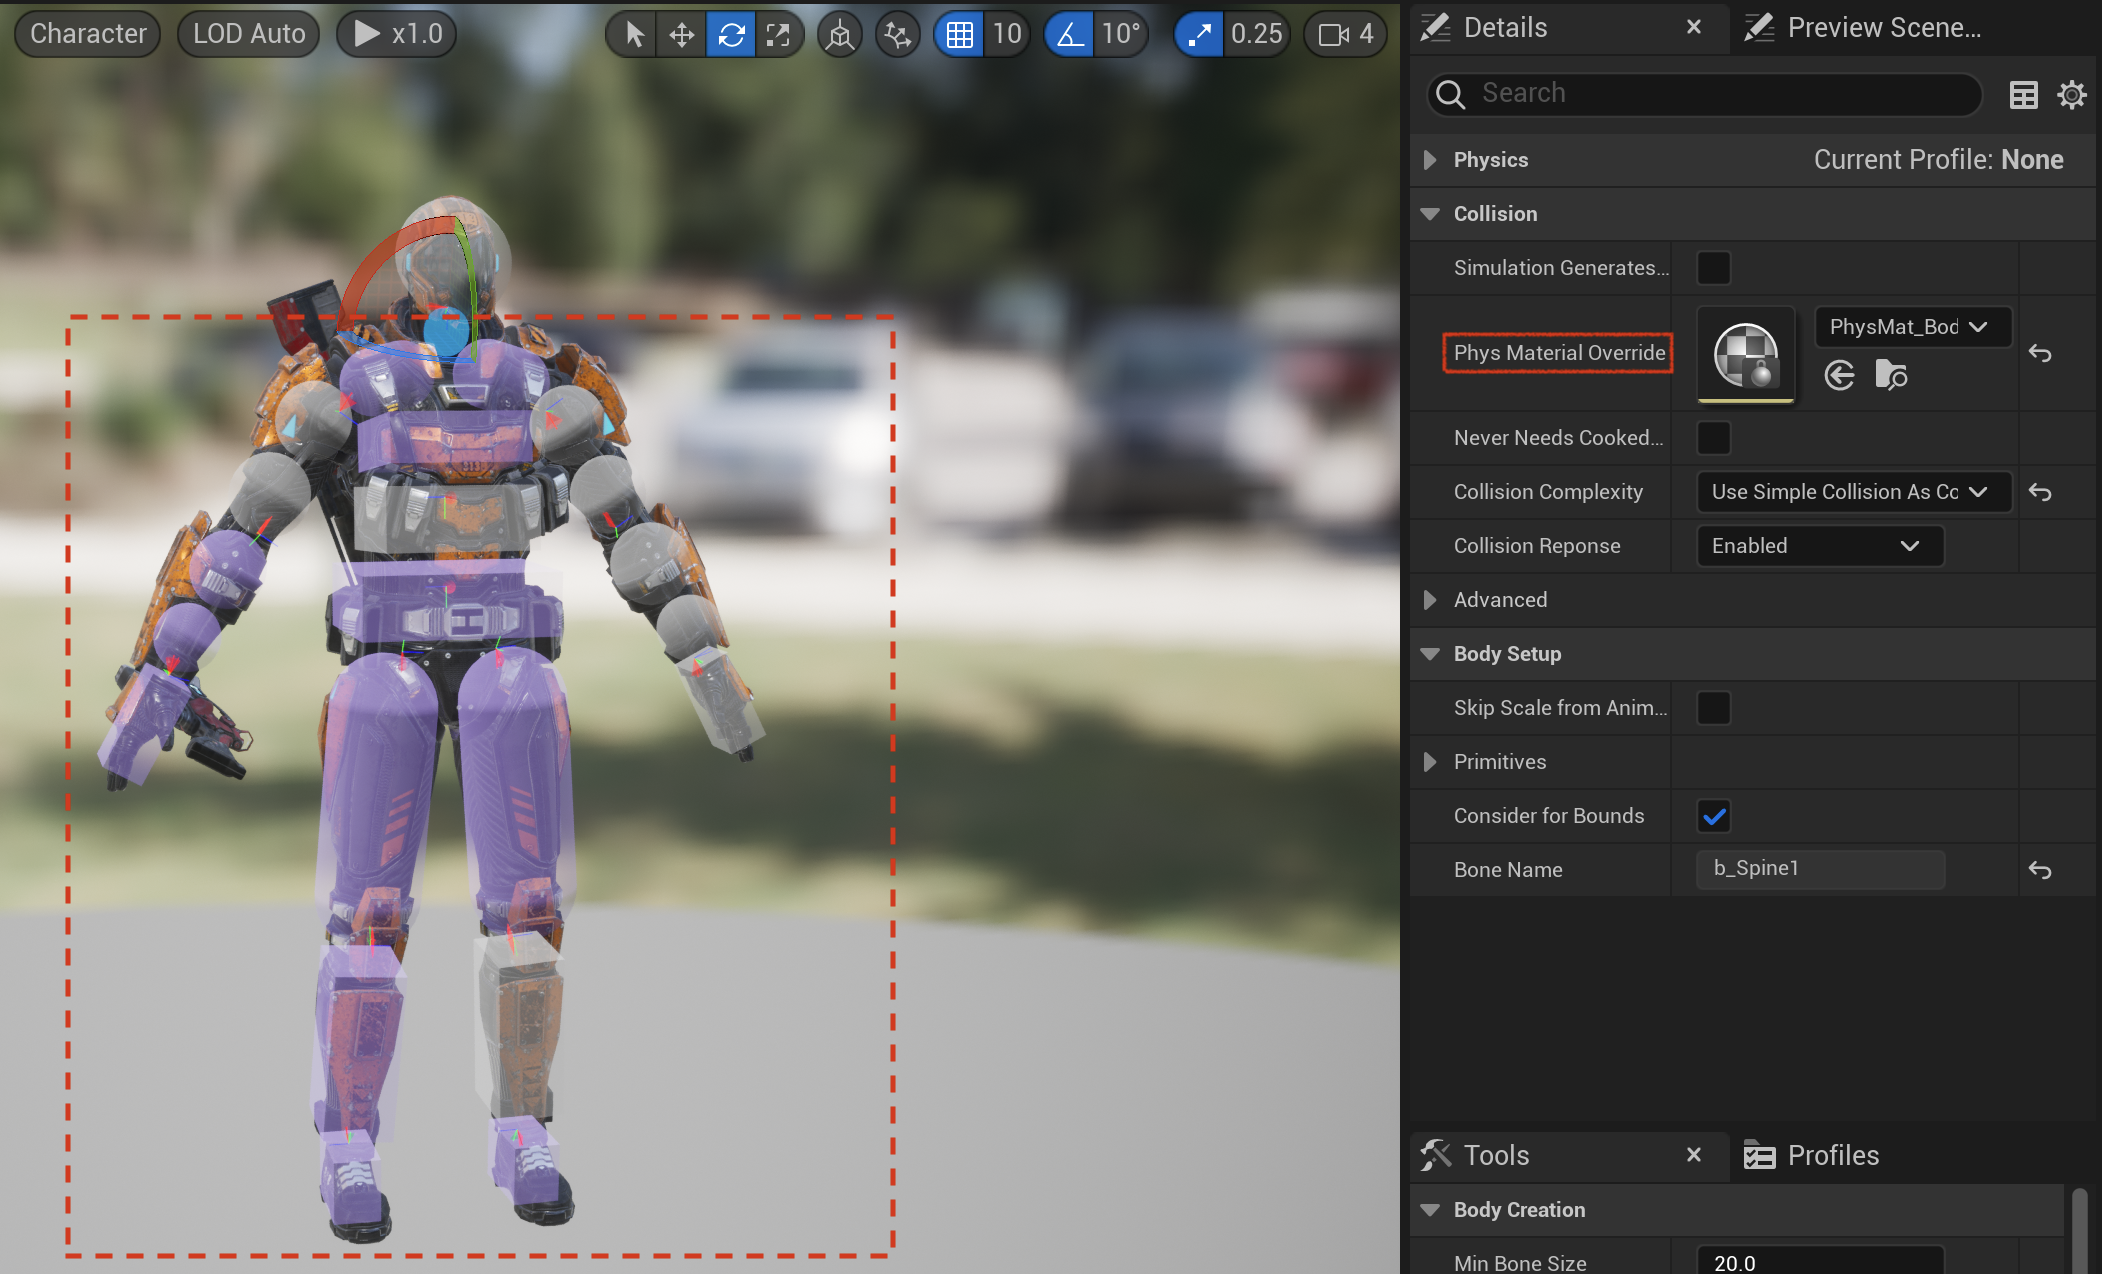 Character
LOD Auto
x1.0
10
10°
0.25
4
Details
Preview Scene...
Search
Physics
Current Profile: None
Collision
Simulation Generates...
Phys Material Override
PhysMat_Bod
Never Needs Cooked...
Collision Complexity
Use Simple Collision As Co
Collision Reponse
Enabled
Advanced
Body Setup
Skip Scale from Anim...
Primitives
Consider for Bounds
Bone Name
b_Spine1
Tools
Profiles
Body Creation
Min Bone Size
20.0